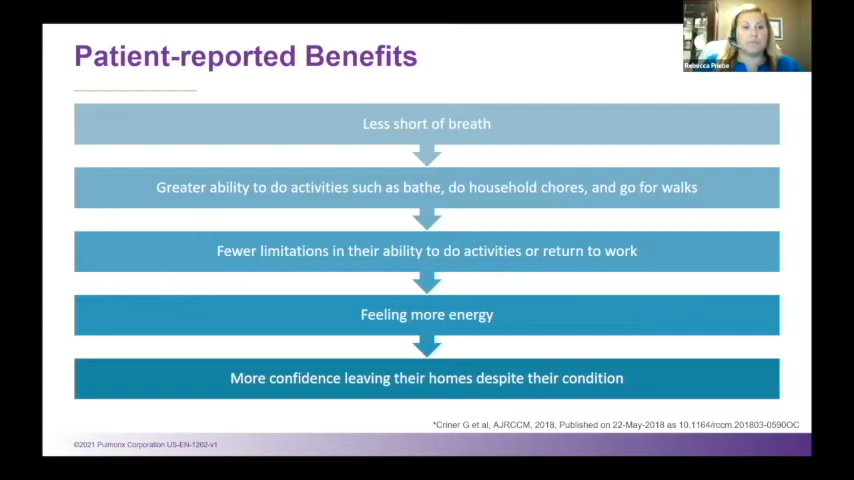 Patient-reported Benefits
Rebecca Priebe
Less short of breath
Greater ability to do activities such as bathe, do household chores, and go for walks
Fewer limitations in their ability to do activities or return to work
Feeling more energy
More confidence leaving their homes despite their condition
*Criner G et al, AJRCCM, 2018, Published on 22-May-2018 as 10.1164/rccm.201803-0590OC
©2021 Pulmonx Corporation US-EN-1202-v1